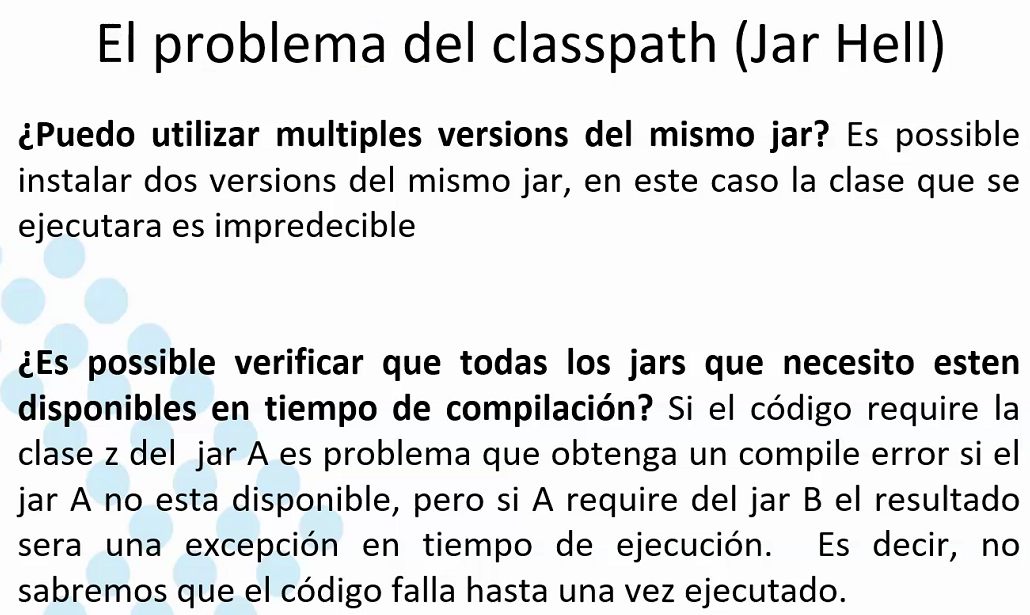 El problema del classpath (Jar Hell)
¿Puedo utilizar multiples versions del mismo jar? Es possible
instalar dos versions del mismo jar, en este caso la clase que se
ejecutara es impredecible
¿Es possible verificar que todas los jars que necesito esten
disponibles en tiempo de compilación? Si el código require la
clase z del jar A es problema que obtenga un compile error si el
jar A no esta disponible, pero si A require del jar B el resultado
sera una excepción en tiempo de ejecución. Es decir, no
sabremos que el código falla hasta una vez ejecutado.